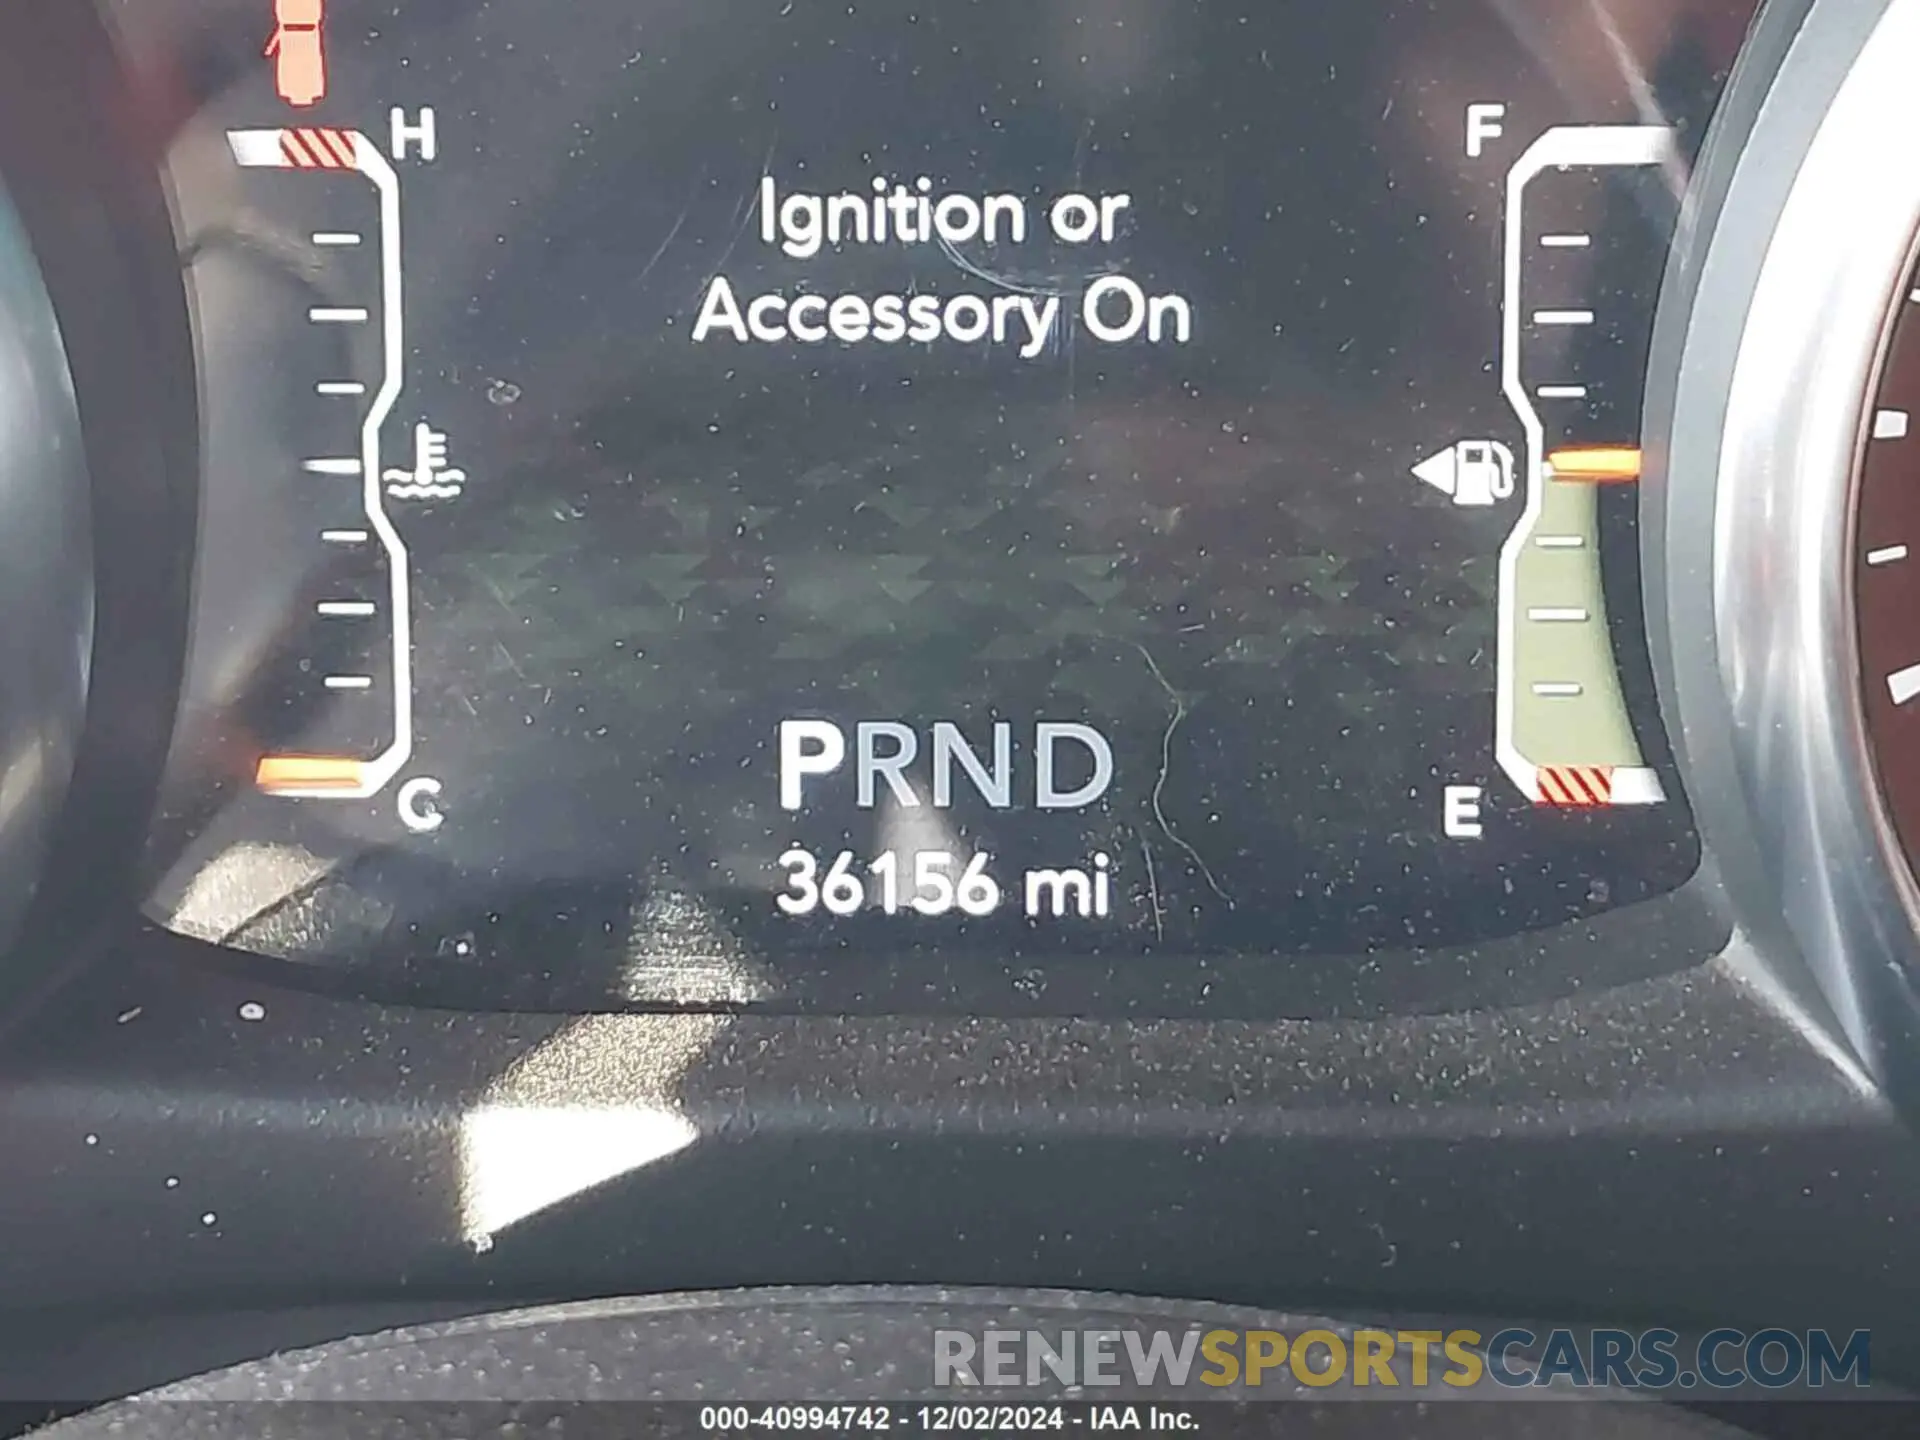 H
F
Ignition or
Accessory On
PRND
C
E
36156 mi
RENEWSPORTSCARS.COM
000-40994742 - 12/02/2024 - IAA Inc.